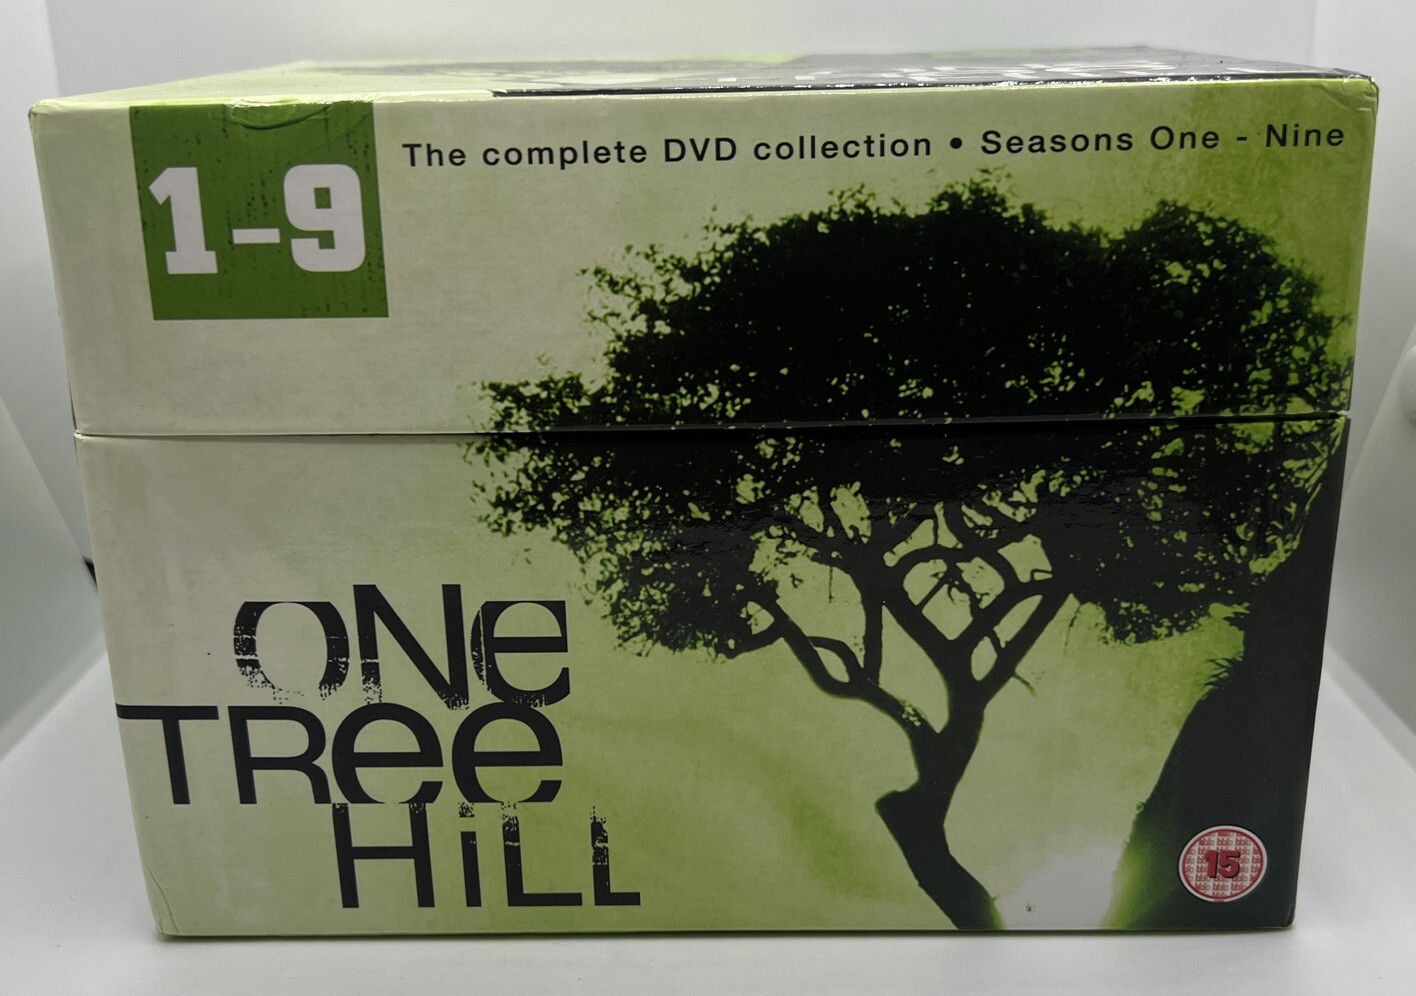 1-9
The complete DVD collection • Seasons One - Nine
ONe
TRee
HiLL
15